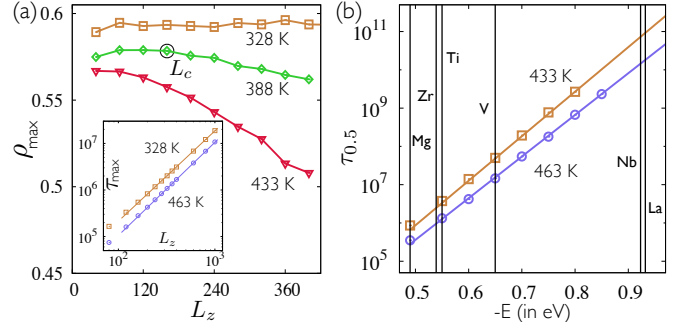 (a)
0.6
0.55
0.5
0.45
ρmax
328 K
Lc
388 K
433 K
τmax
10^7
10^6
10^5
328 K
463 K
10^2
Lz
10^3
0
120
240
360
Lz
(b)
10^11
10^9
10^7
10^5
τ0.5
Ti
Zr
Mg
V
433 K
463 K
Nb
La
0.5
0.6
0.7
0.8
0.9
-E (in eV)